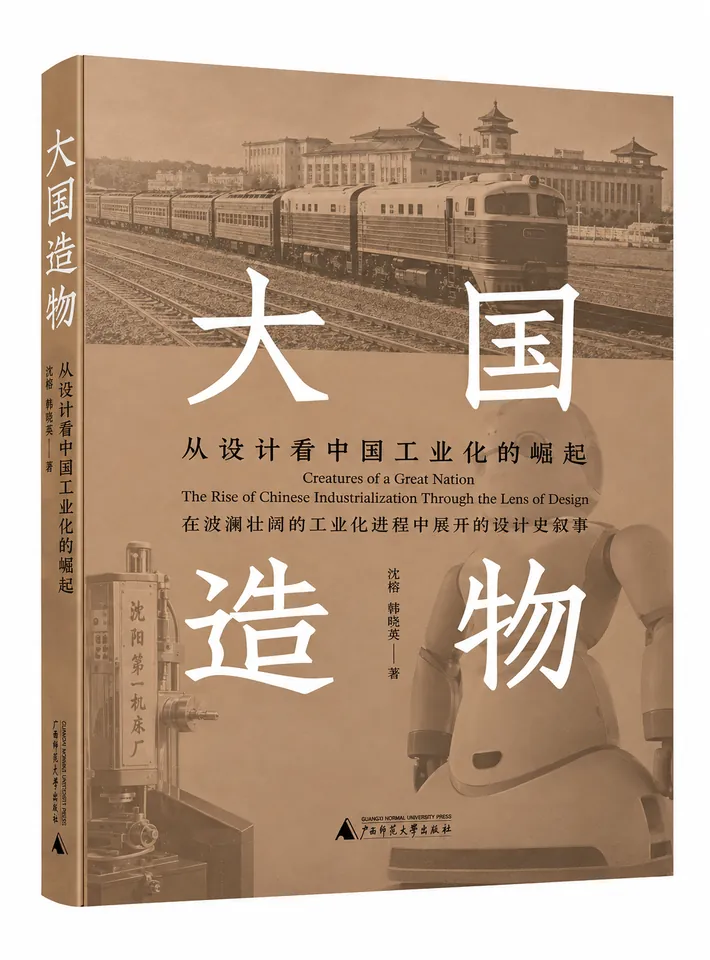 大国造物
从设计看中国工业化的崛起
沈榕 韩晓英——著
广西师范大学出版社
GUANGXI NORMAL UNIVERSITY PRESS
大国
从设计看中国工业化的崛起
Creatures of a Great Nation
The Rise of Chinese Industrialization Through the Lens of Design
在波澜壮阔的工业化进程中展开的设计史叙事
造物
沈榕 韩晓英——著
沈阳第一机床厂
GUANGXI NORMAL UNIVERSITY PRESS
广西师范大学出版社